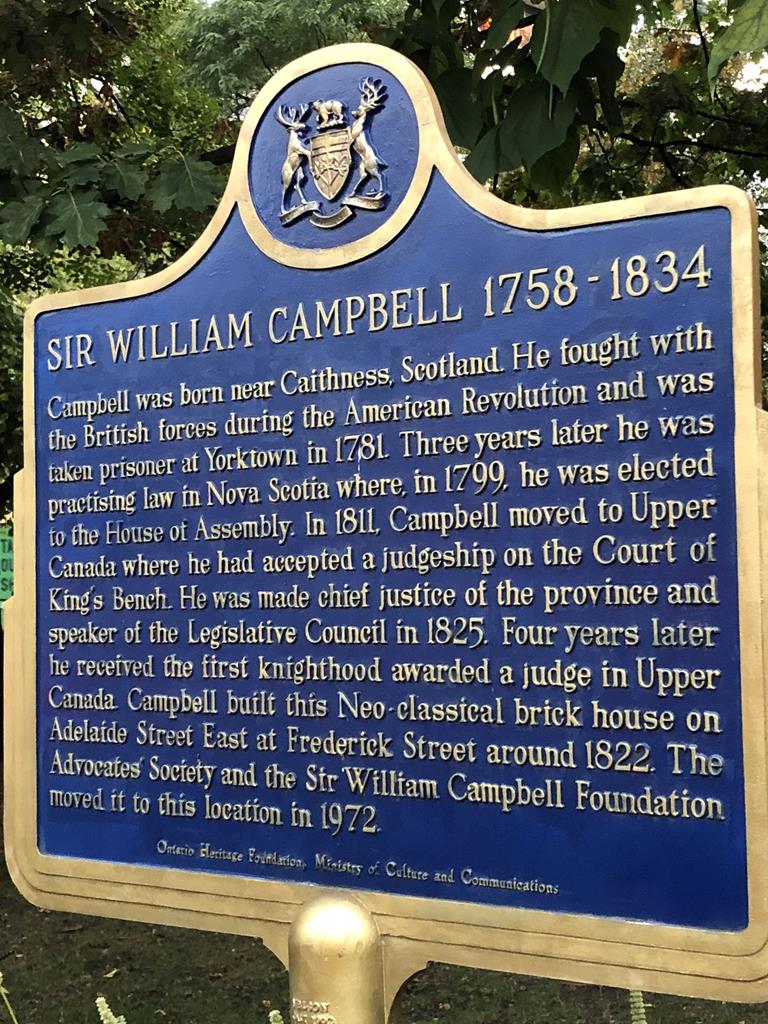 SIR WILLIAM CAMPBELL 1758-1834
Campbell was born near Caithness, Scotland. He fought with
the British forces during the American Revolution and was
taken prisoner at Yorktown in 1781. Three years later he was
practising law in Nova Scotia where, in 1799, he was elected
to the House of Assembly. In 1811, Campbell moved to Upper
Canada where he had accepted a judgeship on the Court of
King's Bench. He was made chief justice of the province and
speaker of the Legislative Council in 1825. Four years later
he received the first knighthood awarded a judge in Upper
Canada. Campbell built this Neo-classical brick house on
Adelaide Street East at Frederick Street around 1822. The
Advocates' Society and the Sir William Campbell Foundation
moved it to this location in 1972.
Ontario Heritage Foundation, Ministry of Culture and Communications